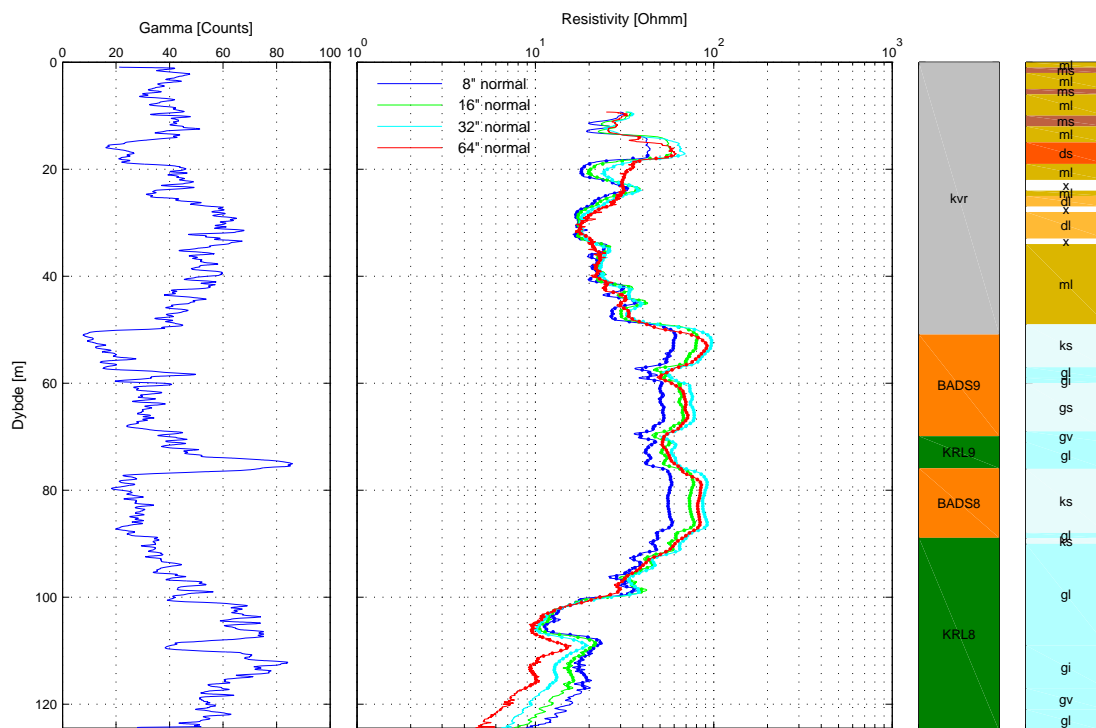 Gamma [Counts]
Resistivity [Ohmm]
0 20 40 60 80 100
10^0 10^1 10^2 10^3
0
20
40
60
80
100
120
Dybde [m]
8" normal
16" normal
32" normal
64" normal
kvr
BADS9
KRL9
BADS8
KRL8
ml
ms
ml
ms
ml
ms
ml
ds
ml
x
ml
dl
x
dl
x
ml
ks
gl
gi
gs
gv
gl
ks
gl
ks
gl
gi
gv
gl